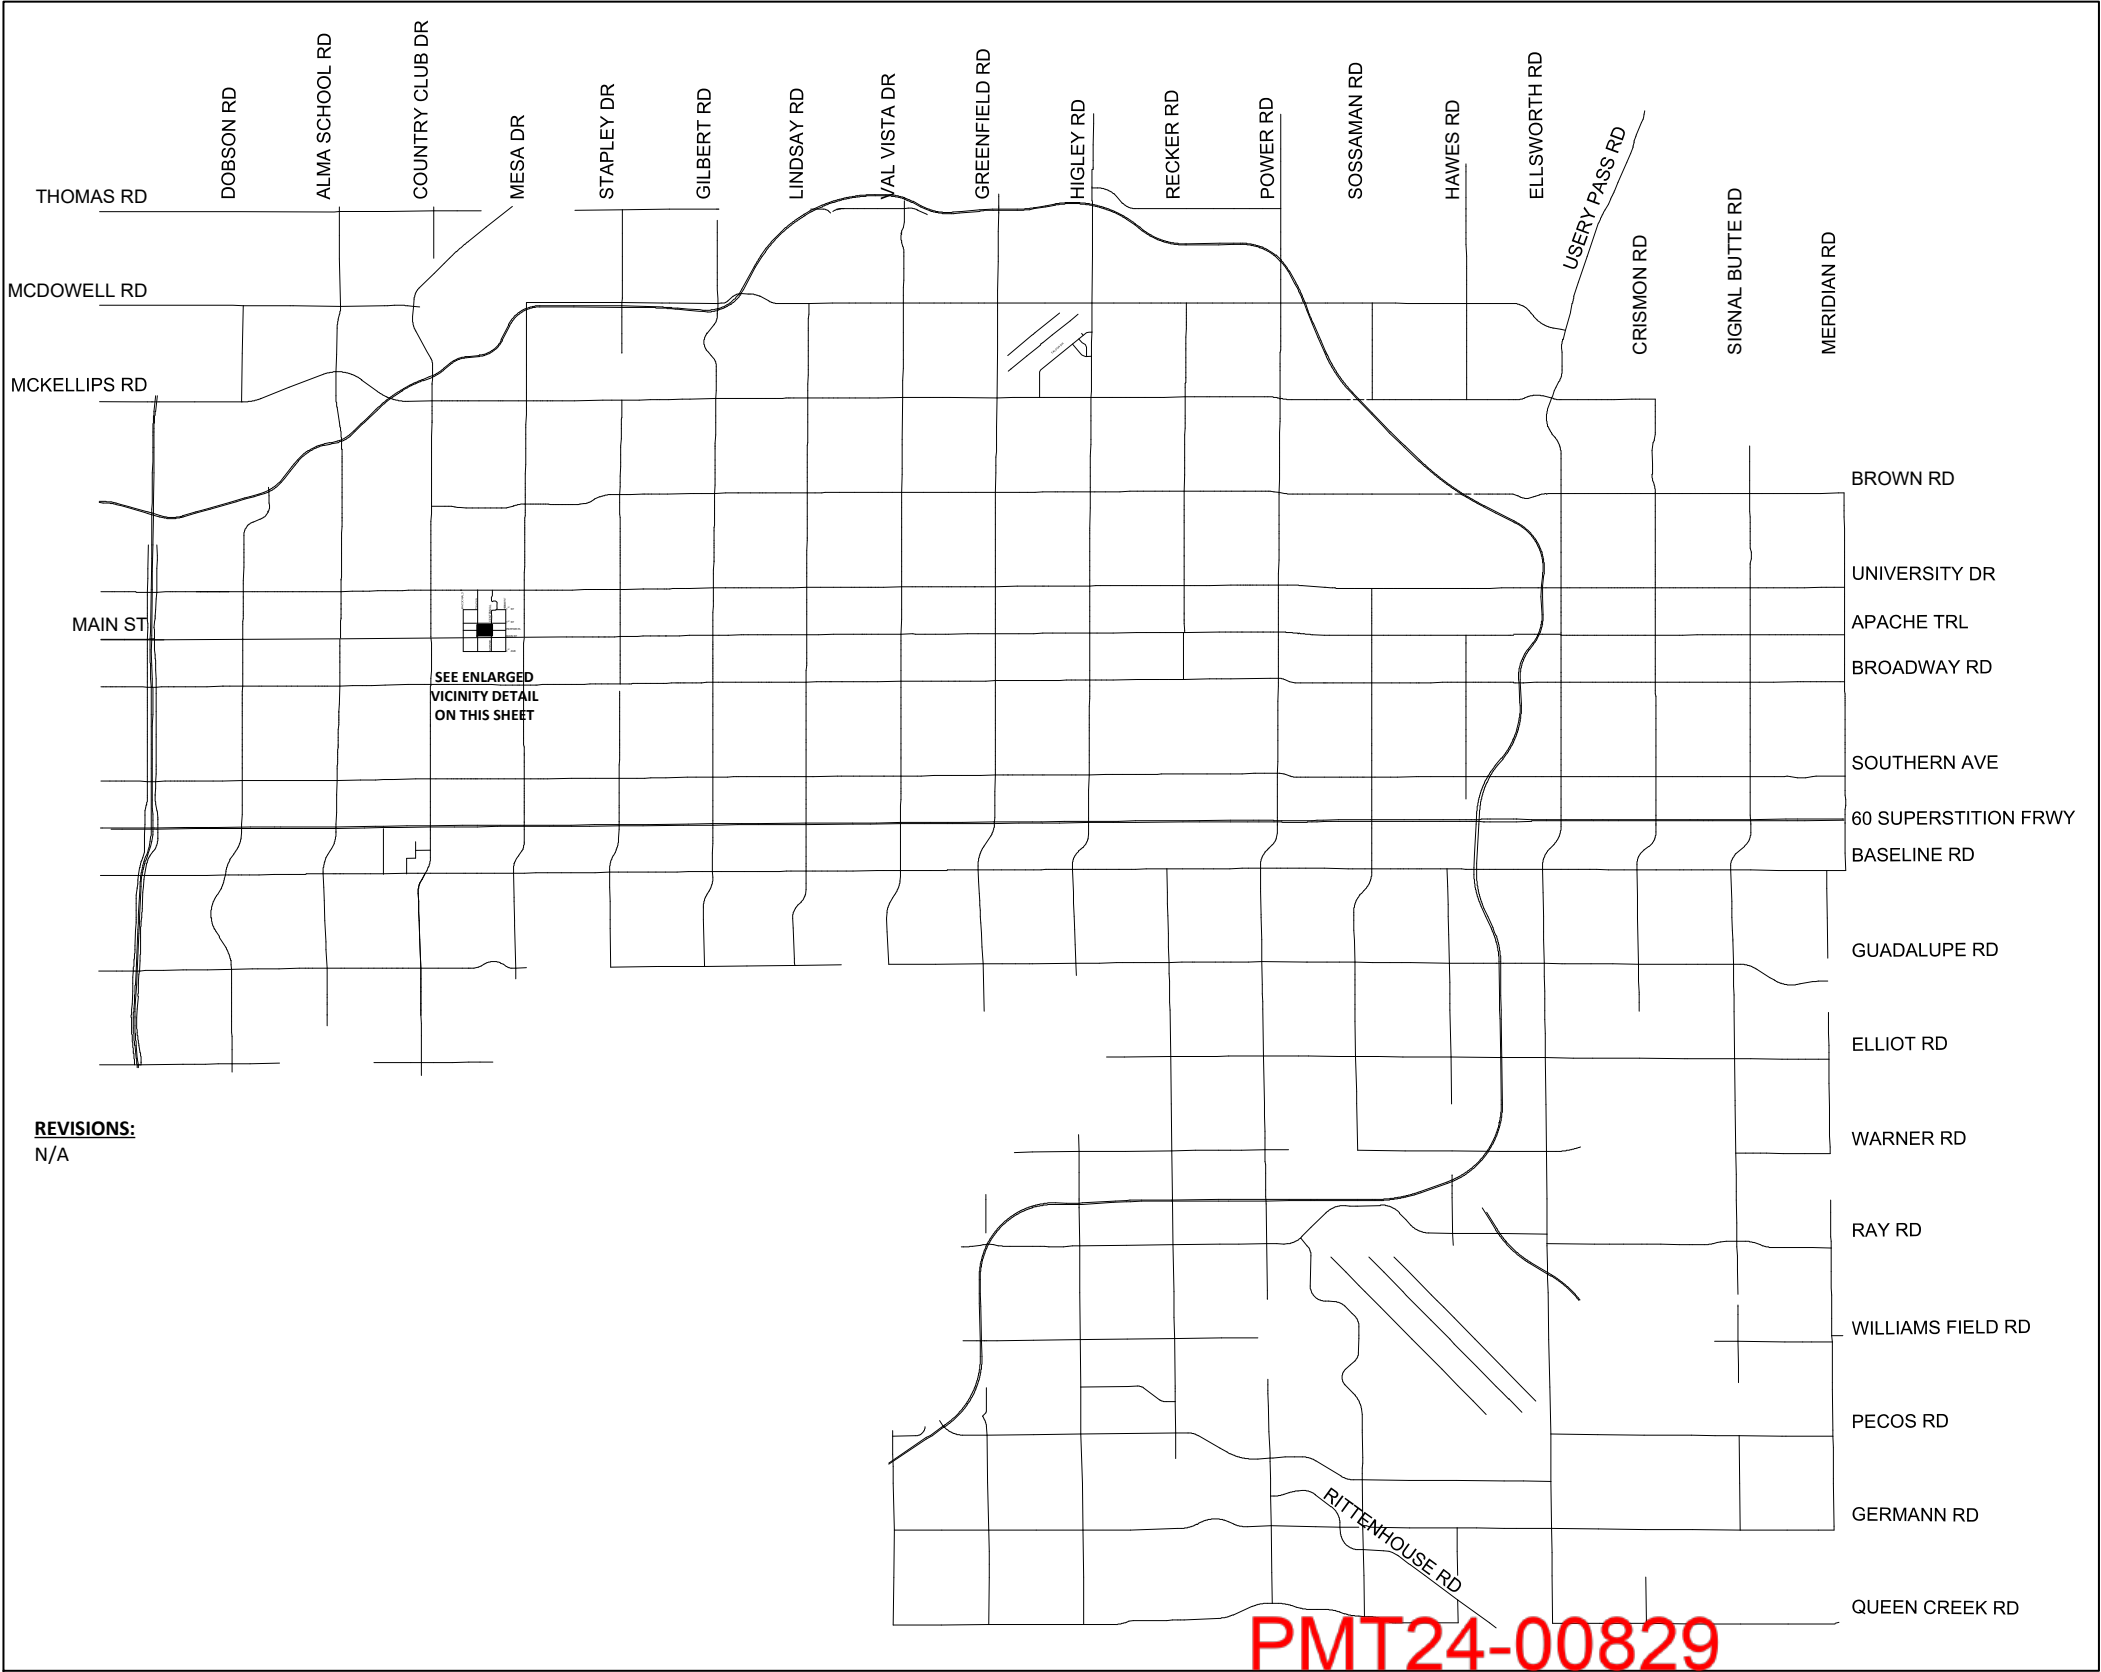 DOBSON RD
ALMA SCHOOL RD
COUNTRY CLUB DR
MESA DR
STAPLEY DR
GILBERT RD
LINDSAY RD
VAL VISTA DR
GREENFIELD RD
HIGLEY RD
RECKER RD
POWER RD
SOSSAMAN RD
HAWES RD
ELLSWORTH RD
USERY PASS RD
CRISMON RD
SIGNAL BUTTE RD
MERIDIAN RD
THOMAS RD
MCDOWELL RD
MCKELLIPS RD
MAIN ST
BROWN RD
UNIVERSITY DR
APACHE TRL
BROADWAY RD
SOUTHERN AVE
60 SUPERSTITION FRWY
BASELINE RD
GUADALUPE RD
ELLIOT RD
WARNER RD
RAY RD
WILLIAMS FIELD RD
PECOS RD
GERMANN RD
QUEEN CREEK RD
SEE ENLARGED
VICINITY DETAIL
ON THIS SHEET
REVISIONS:
N/A
RITTENHOUSE RD
PMT24-00829